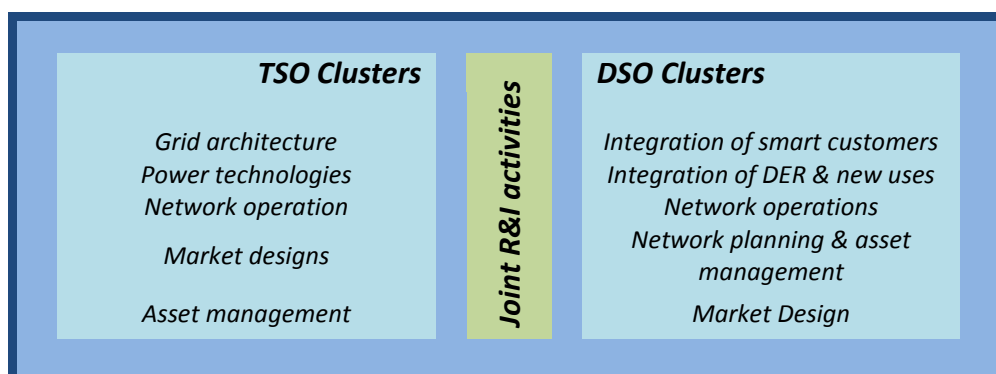 TSO Clusters
Grid architecture
Power technologies
Network operation
Market designs
Asset management
Joint R&I activities
DSO Clusters
Integration of smart customers
Integration of DER & new uses
Network operations
Network planning & asset
management
Market Design